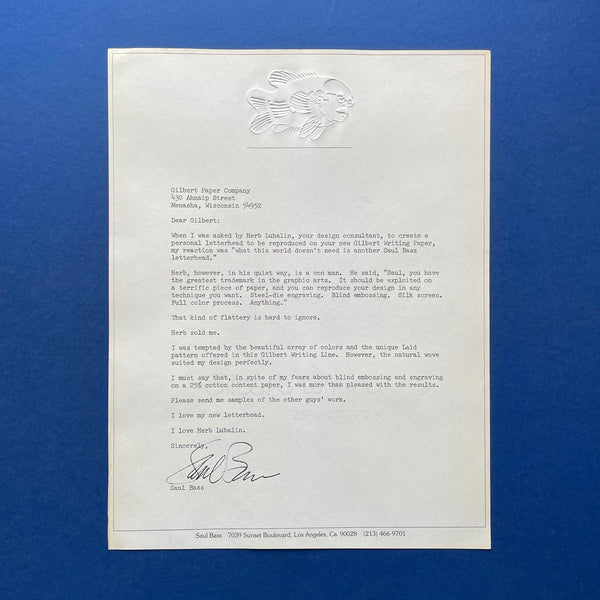 Gilbert Paper Company
430 Ahnaip Street
Menasha, Wisconsin 54952
Dear Gilbert:
When I was asked by Herb Lubalin, your design consultant, to create a
personal letterhead to be reproduced on your new Gilbert Writing Paper,
my reaction was "what this world doesn't need is another Saul Bass
letterhead."
Herb, however, in his quiet way, is a con man. He said, "Saul, you have
the greatest trademark in the graphic arts. It should be exploited on
a terrific piece of paper, and you can reproduce your design in any
technique you want. Steel-die engraving. Blind embossing. Silk screen.
Full color process. Anything."
That kind of flattery is hard to ignore.
Herb sold me.
I was tempted by the beautiful array of colors and the unique Laid
pattern offered in this Gilbert Writing Line. However, the natural wove
suited my design perfectly.
I must say that, in spite of my fears about blind embossing and engraving
on a 25% cotton content paper, I was more than pleased with the results.
Please send me samples of the other guys' work.
I love my new letterhead.
I love Herb Lubalin.
Sincerely,
Saul Bass
Saul Bass
Saul Bass 7039 Sunset Boulevard, Los Angeles, Ca. 90028 (213) 466-9701